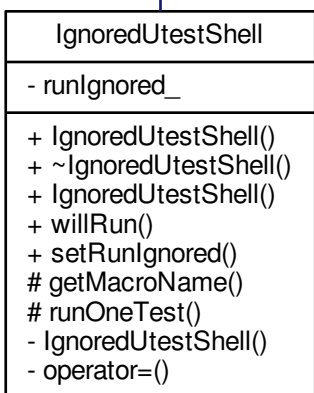 IgnoredUtestShell
- runIgnored_
+ IgnoredUtestShell()
+ ~IgnoredUtestShell()
+ IgnoredUtestShell()
+ willRun()
+ setRunIgnored()
# getMacroName()
# runOneTest()
- IgnoredUtestShell()
- operator=()